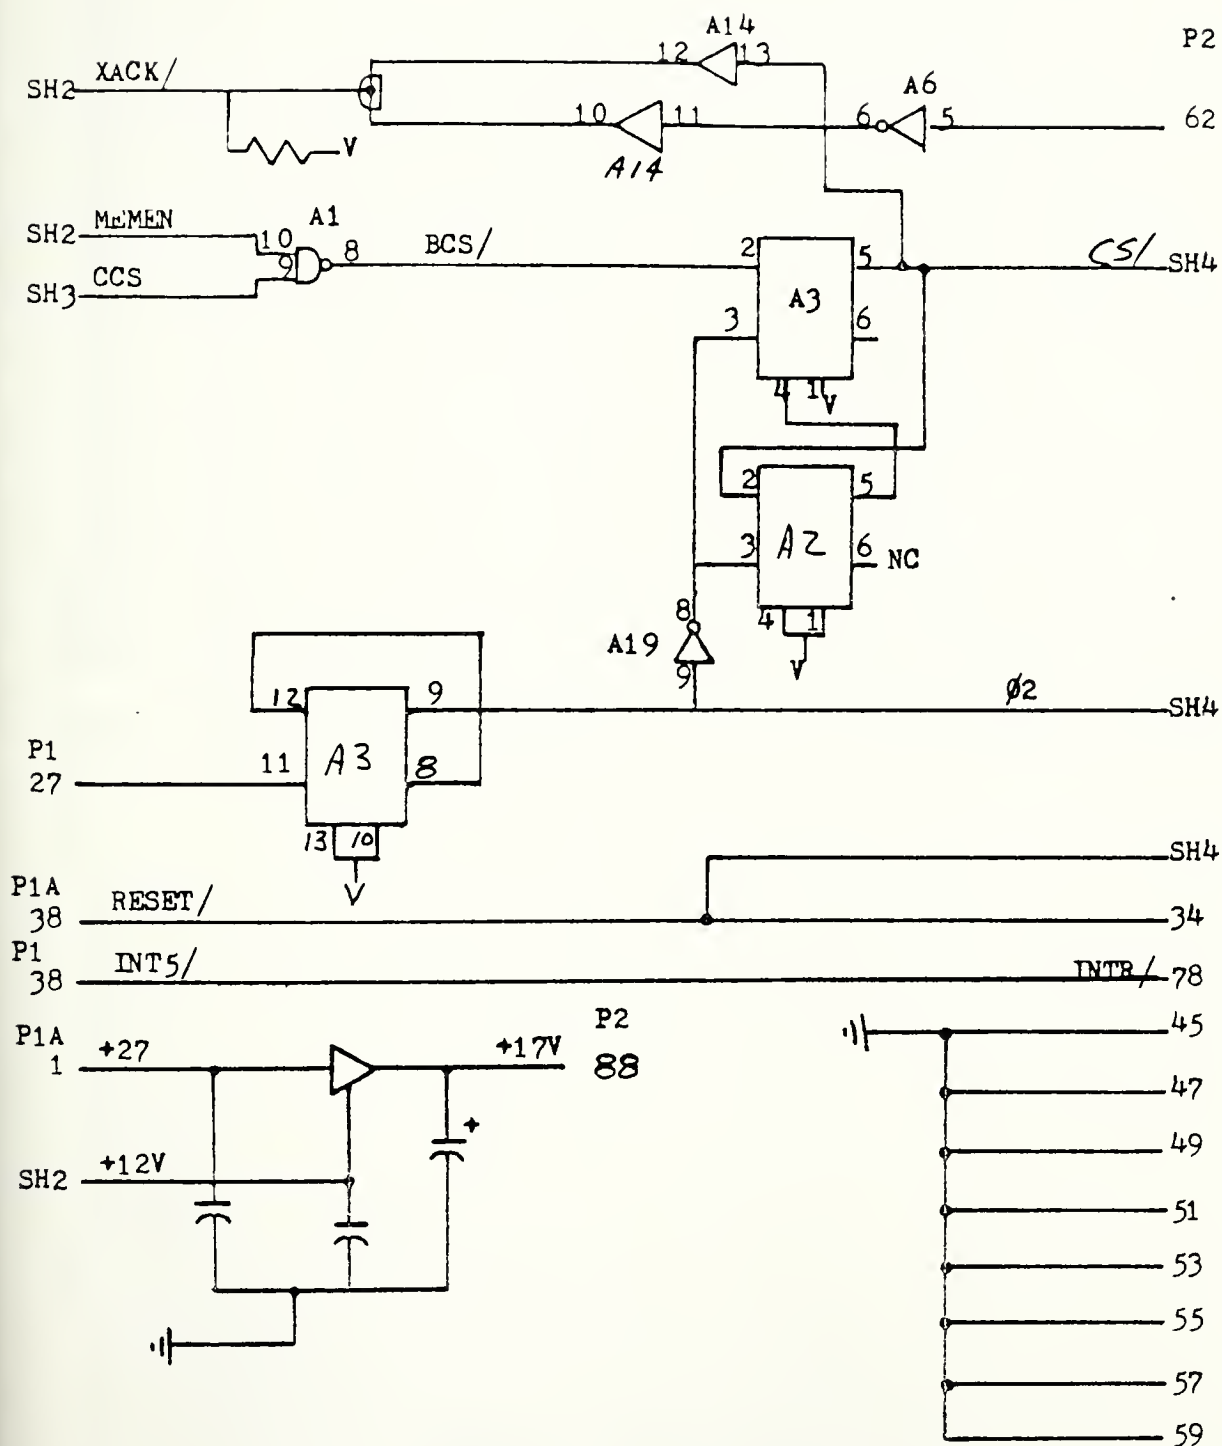 A14 P2
12 13
SH2 XACK/ A6
10 11 6 5 62
V A14
SH2 MEMEN A1
10 8 BCS/ 2 5 CS/ SH4
9
SH3 CCS A3
3 6
4 1 V
2 5
A2
3 6 NC
8
4 1
A19
9 V
12 9 Ø2 SH4
P1
27 11 A3 8
13 10
V SH4
P1A
38 RESET/ 34
P1
38 INT5/ INTR/ 78
P1A +27 +17V P2 45
1 88
47
SH2 +12V + 49
51
53
55
57
59